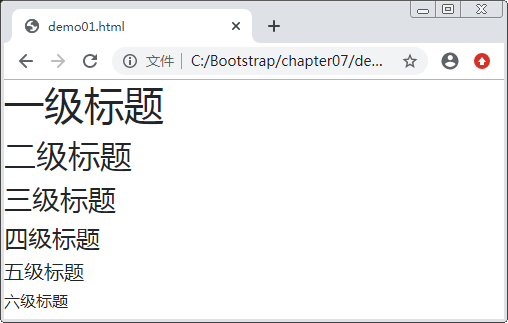 demo01.html
文件 C:/Bootstrap/chapter07/de...
一级标题
二级标题
三级标题
四级标题
五级标题
六级标题